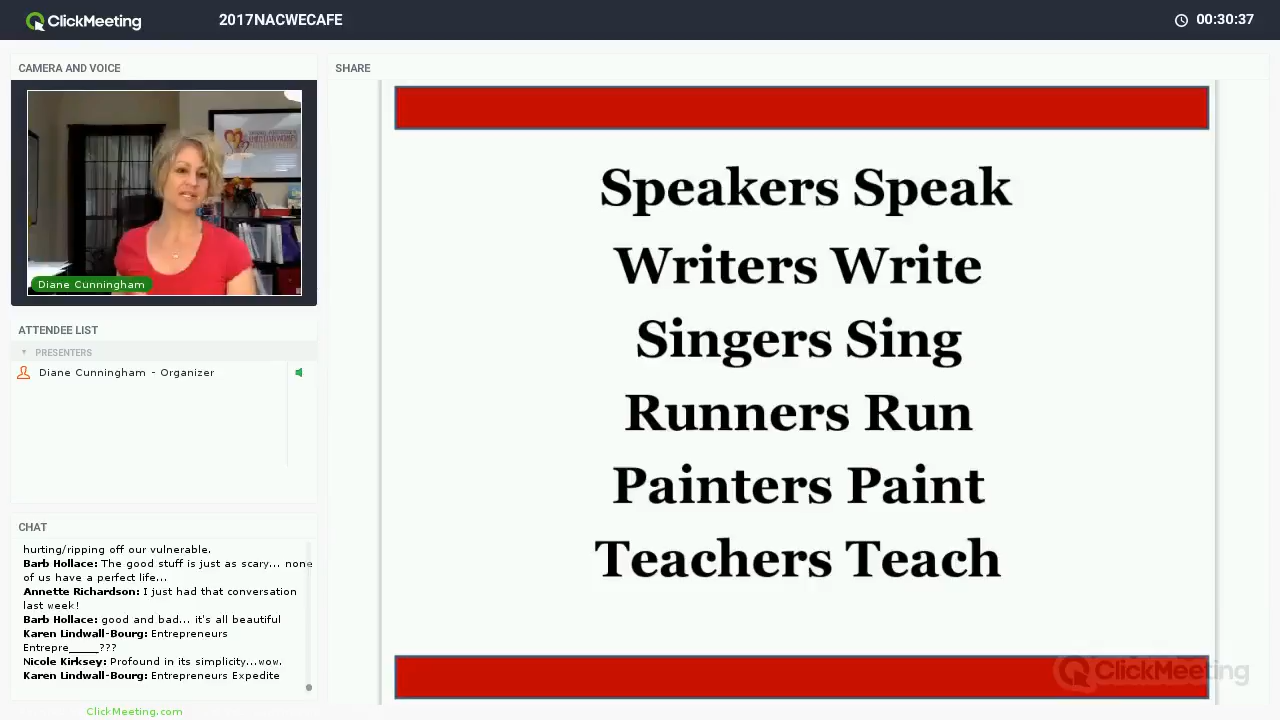 ClickMeeting
2017NACWECAFE
00:30:37
CAMERA AND VOICE
Diane Cunningham
ATTENDEE LIST
PRESENTERS
Diane Cunningham - Organizer
CHAT
hurting/ripping off our vulnerable.
Barb Hollace: The good stuff is just as scary... none
of us have a perfect life...
Annette Richardson: I just had that conversation
last week!
Barb Hollace: good and bad... it's all beautiful
Karen Lindwall-Bourg: Entrepreneurs
Entrepre_____???
Nicole Kirksey: Profound in its simplicity...wow.
Karen Lindwall-Bourg: Entrepreneurs Expedite
ClickMeeting.com
SHARE
Speakers Speak
Writers Write
Singers Sing
Runners Run
Painters Paint
Teachers Teach
ClickMeeting